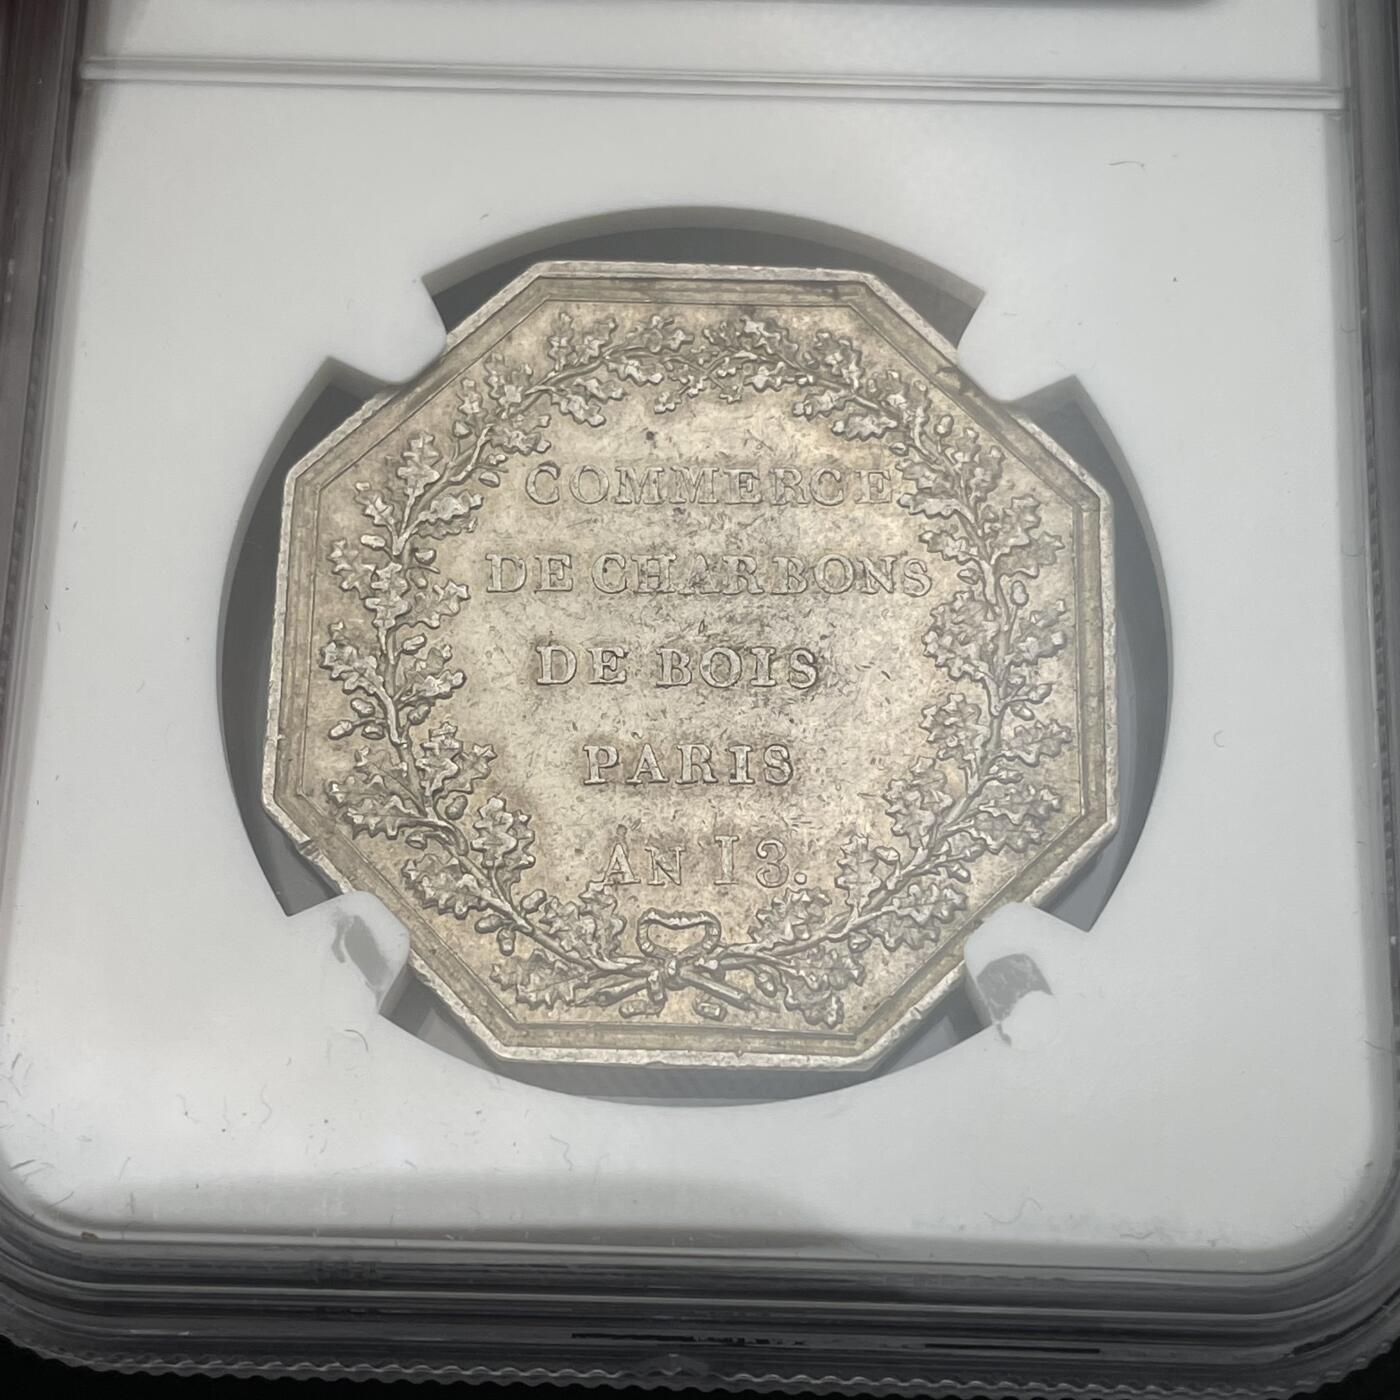 COMMERCE
DE CHARBONS
DE BOIS
PARIS
AN 13.